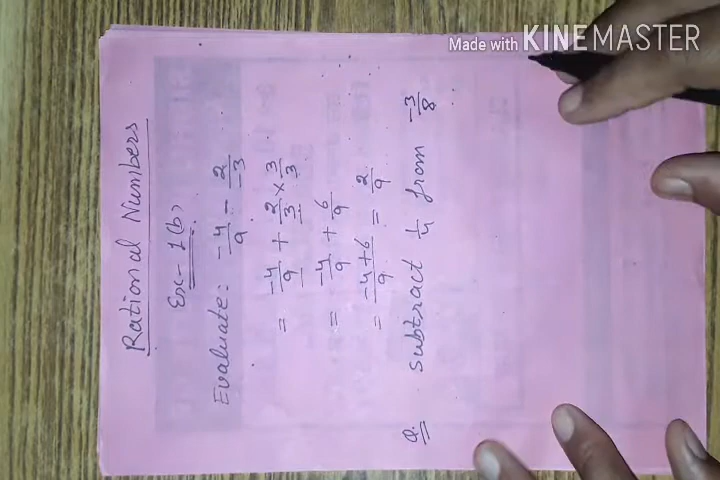 Made with KINEMASTER
Rational Numbers
Ex- 1(b)
Evaluate: -4/9 - 2/-3
= -4/9 + 2/3 × 3/3
= -4/9 + 6/9
= -4+6/9 = 2/9
Q. subtract 1/4 from -3/8